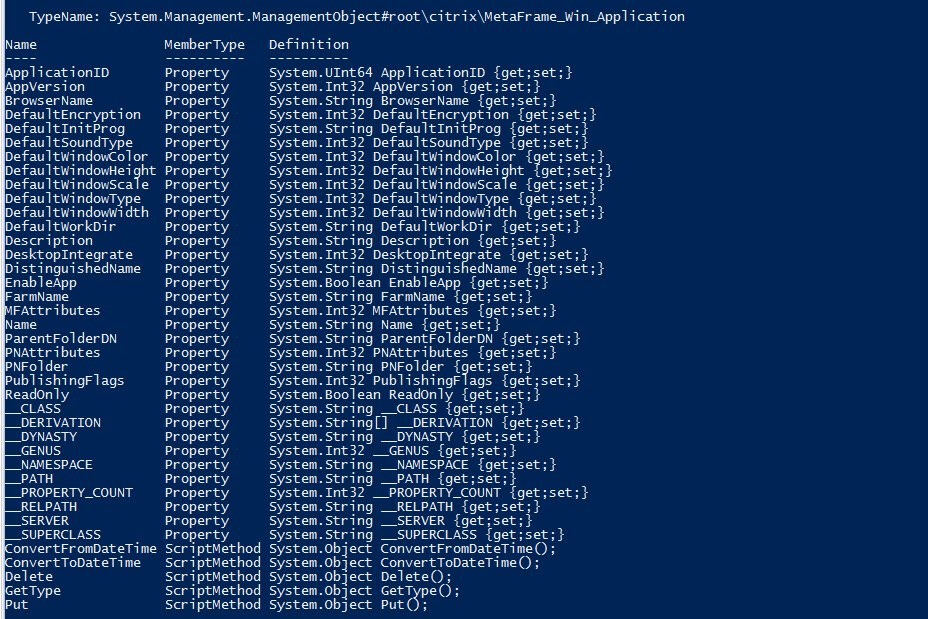 TypeName: System.Management.ManagementObject#root\citrix\MetaFrame_Win_Application
Name MemberType Definition
---- ---------- ----------
ApplicationID Property System.UInt64 ApplicationID {get;set;}
AppVersion Property System.Int32 AppVersion {get;set;}
BrowserName Property System.String BrowserName {get;set;}
DefaultEncryption Property System.Int32 DefaultEncryption {get;set;}
DefaultInitProg Property System.String DefaultInitProg {get;set;}
DefaultSoundType Property System.Int32 DefaultSoundType {get;set;}
DefaultWindowColor Property System.Int32 DefaultWindowColor {get;set;}
DefaultWindowHeight Property System.Int32 DefaultWindowHeight {get;set;}
DefaultWindowScale Property System.Int32 DefaultWindowScale {get;set;}
DefaultWindowType Property System.Int32 DefaultWindowType {get;set;}
DefaultWindowWidth Property System.Int32 DefaultWindowWidth {get;set;}
DefaultWorkDir Property System.String DefaultWorkDir {get;set;}
Description Property System.String Description {get;set;}
DesktopIntegrate Property System.Int32 DesktopIntegrate {get;set;}
DistinguishedName Property System.String DistinguishedName {get;set;}
EnableApp Property System.Boolean EnableApp {get;set;}
FarmName Property System.String FarmName {get;set;}
MFAttributes Property System.Int32 MFAttributes {get;set;}
Name Property System.String Name {get;set;}
ParentFolderDN Property System.String ParentFolderDN {get;set;}
PNAttributes Property System.Int32 PNAttributes {get;set;}
PNFolder Property System.String PNFolder {get;set;}
PublishingFlags Property System.Int32 PublishingFlags {get;set;}
ReadOnly Property System.Boolean ReadOnly {get;set;}
__CLASS Property System.String __CLASS {get;set;}
__DERIVATION Property System.String[] __DERIVATION {get;set;}
__DYNASTY Property System.String __DYNASTY {get;set;}
__GENUS Property System.Int32 __GENUS {get;set;}
__NAMESPACE Property System.String __NAMESPACE {get;set;}
__PATH Property System.String __PATH {get;set;}
__PROPERTY_COUNT Property System.Int32 __PROPERTY_COUNT {get;set;}
__RELPATH Property System.String __RELPATH {get;set;}
__SERVER Property System.String __SERVER {get;set;}
__SUPERCLASS Property System.String __SUPERCLASS {get;set;}
ConvertFromDateTime ScriptMethod System.Object ConvertFromDateTime();
ConvertToDateTime ScriptMethod System.Object ConvertToDateTime();
Delete ScriptMethod System.Object Delete();
GetType ScriptMethod System.Object GetType();
Put ScriptMethod System.Object Put();